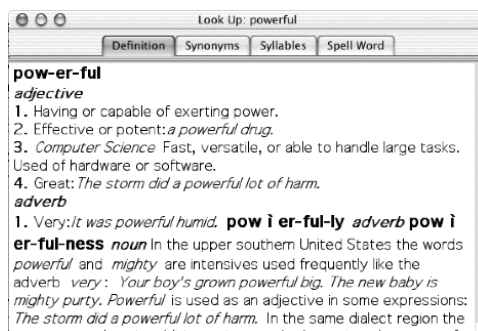 Look Up: powerful
Definition Synonyms Syllables Spell Word
pow-er-ful
adjective
1. Having or capable of exerting power.
2. Effective or potent:a powerful drug.
3. Computer Science Fast, versatile, or able to handle large tasks.
Used of hardware or software.
4. Great:The storm did a powerful lot of harm.
adverb
1. Very:it was powerful humid. pow ì er-ful-ly adverb pow ì
er-ful-ness noun In the upper southern United States the words
powerful and mighty are intensives used frequently like the
adverb very: Your boy's grown powerful big. The new baby is
mighty purty. Powerful is used as an adjective in some expressions:
The storm did a powerful lot of harm. In the same dialect region the